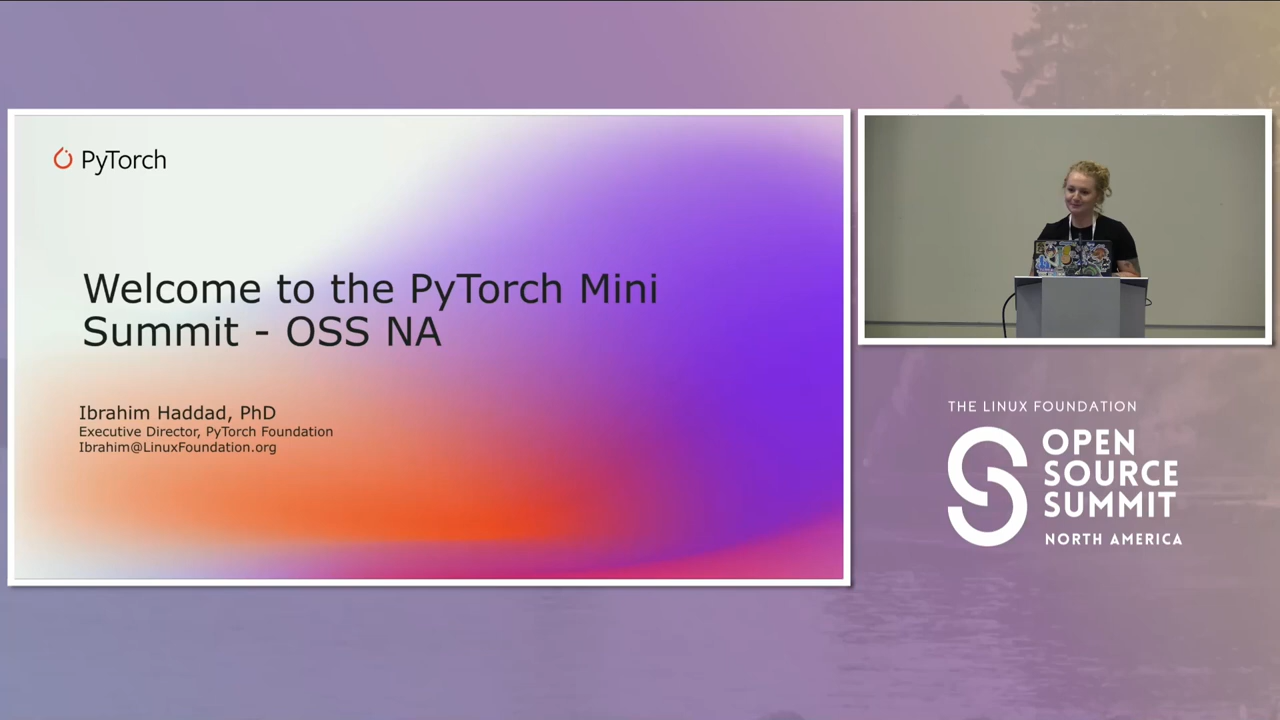 PyTorch
Welcome to the PyTorch Mini
Summit - OSS NA
Ibrahim Haddad, PhD
Executive Director, PyTorch Foundation
Ibrahim@LinuxFoundation.org
THE LINUX FOUNDATION
OPEN
SOURCE
SUMMIT
NORTH AMERICA